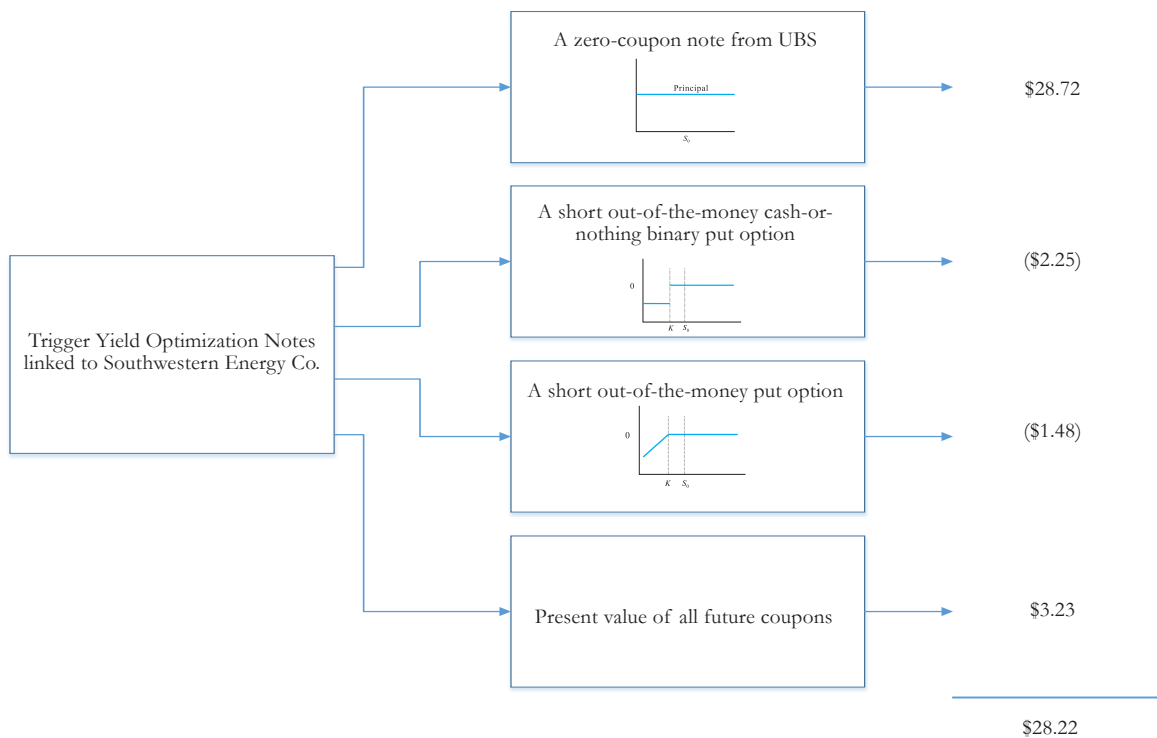 A zero-coupon note from UBS
Principal
S₀
$28.72
A short out-of-the-money cash-or-
nothing binary put option
0
K S₀
($2.25)
Trigger Yield Optimization Notes
linked to Southwestern Energy Co.
A short out-of-the-money put option
0
K S₀
($1.48)
Present value of all future coupons
$3.23
$28.22